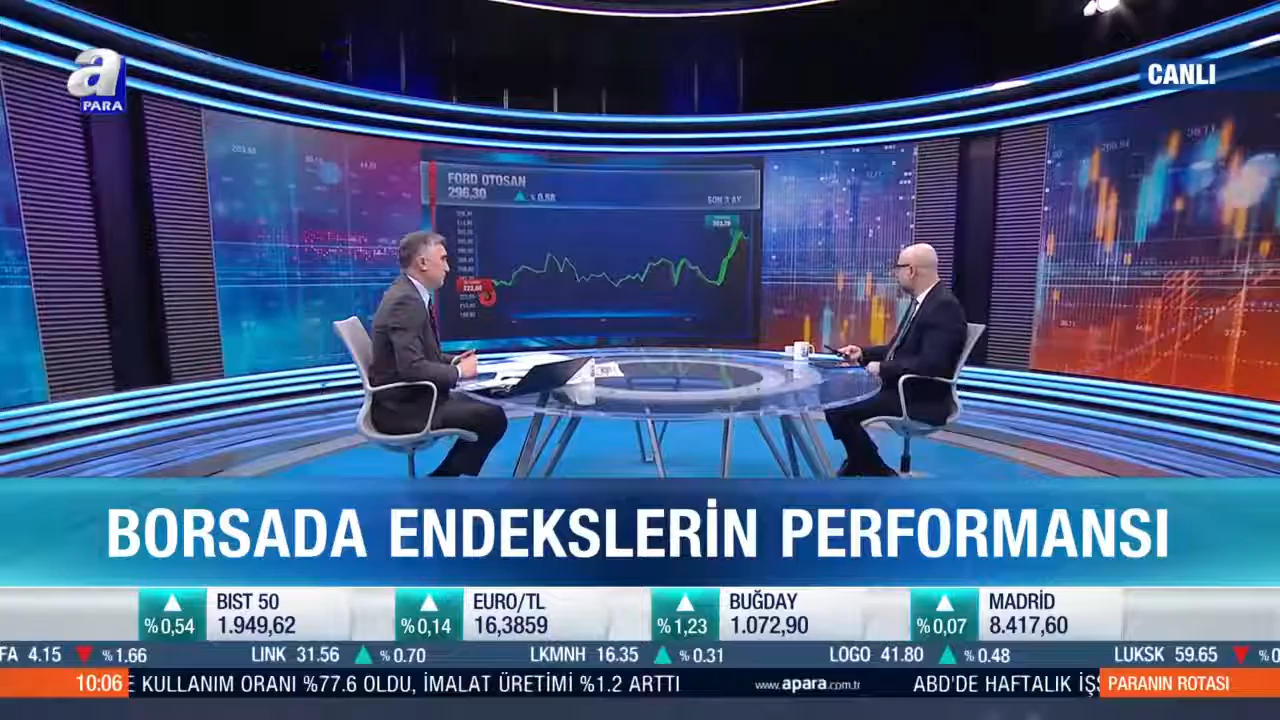 a
PARA
CANLI
FORD OTOSAN
296,30 ▲ % 0.58
SON 3 AY
BORSADA ENDEKSLERİN PERFORMANSI
▲ %0,54 BIST 50 1.949,62
▲ %0,14 EURO/TL 16,3859
▲ %1,23 BUĞDAY 1.072,90
▲ %0,07 MADRİD 8.417,60
FA 4.15 ▼ %1.66 LINK 31.56 ▲ %0.70 LKMNH 16.35 ▲ %0.31 LOGO 41.80 ▲ %0.48 LUKSK 59.65 ▼ %0
10:06 E KULLANIM ORANI %77.6 OLDU, İMALAT ÜRETİMİ %1.2 ARTTI www.apara.com.tr ABD'DE HAFTALIK İŞS PARANIN ROTASI